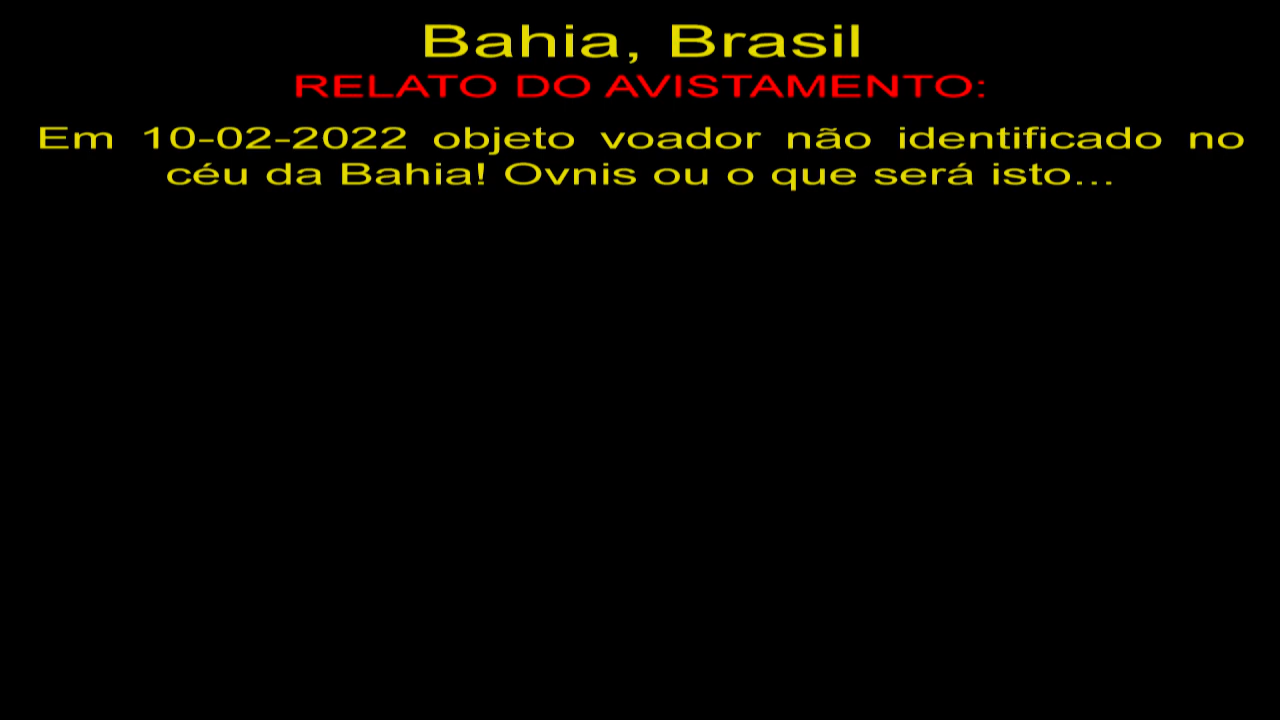 Bahia, Brasil
RELATO DO AVISTAMENTO:
Em 10-02-2022 objeto voador não identificado no
céu da Bahia! Ovnis ou o que será isto...